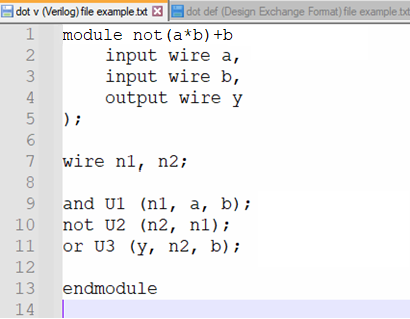 dot v (Verilog) file example.txt dot def (Design Exchange Format) file example.txt
1 module not(a*b)+b
2 input wire a,
3 input wire b,
4 output wire y
5 );
6
7 wire n1, n2;
8
9 and U1 (n1, a, b);
10 not U2 (n2, n1);
11 or U3 (y, n2, b);
12
13 endmodule
14